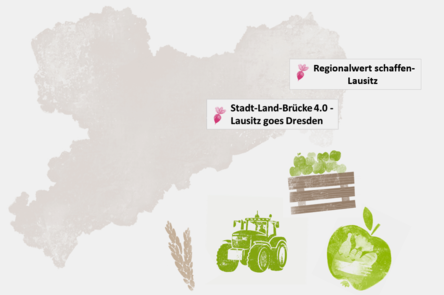 Regionalwert schaffen-
Lausitz
Stadt-Land-Brücke 4.0 -
Lausitz goes Dresden